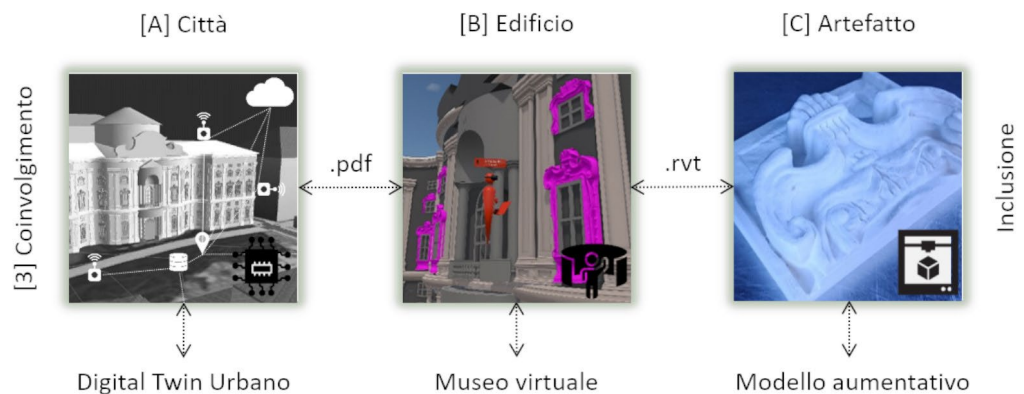 [A] Città
[B] Edificio
[C] Artefatto
[3] Coinvolgimento
.pdf
.rvt
Inclusione
Digital Twin Urbano
Museo virtuale
Modello aumentativo